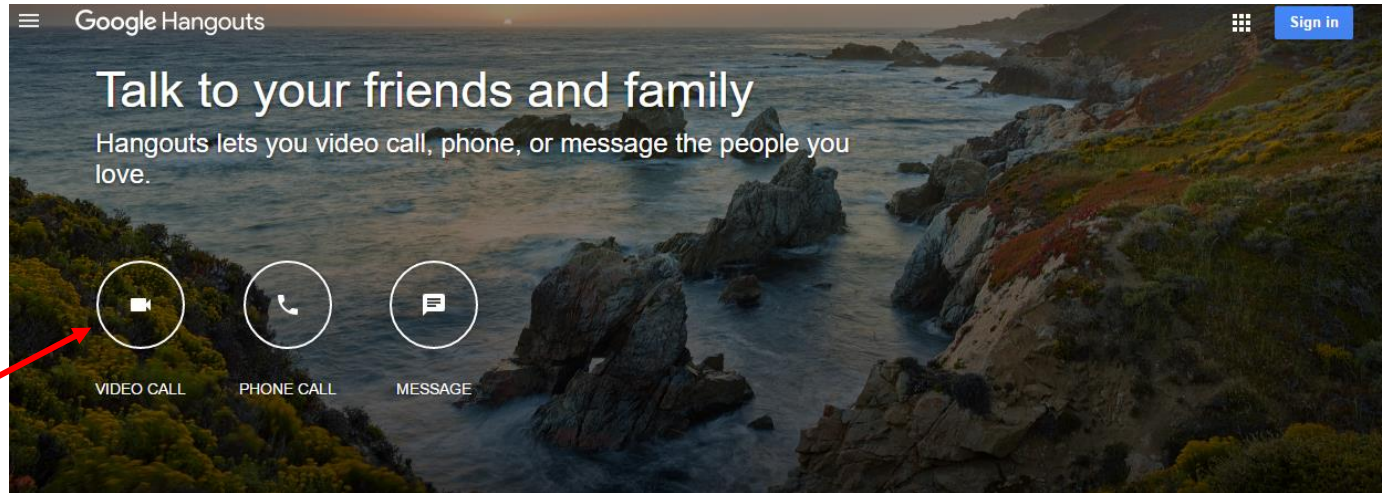 Google Hangouts
Sign in
Talk to your friends and family
Hangouts lets you video call, phone, or message the people you
love.
VIDEO CALL PHONE CALL MESSAGE